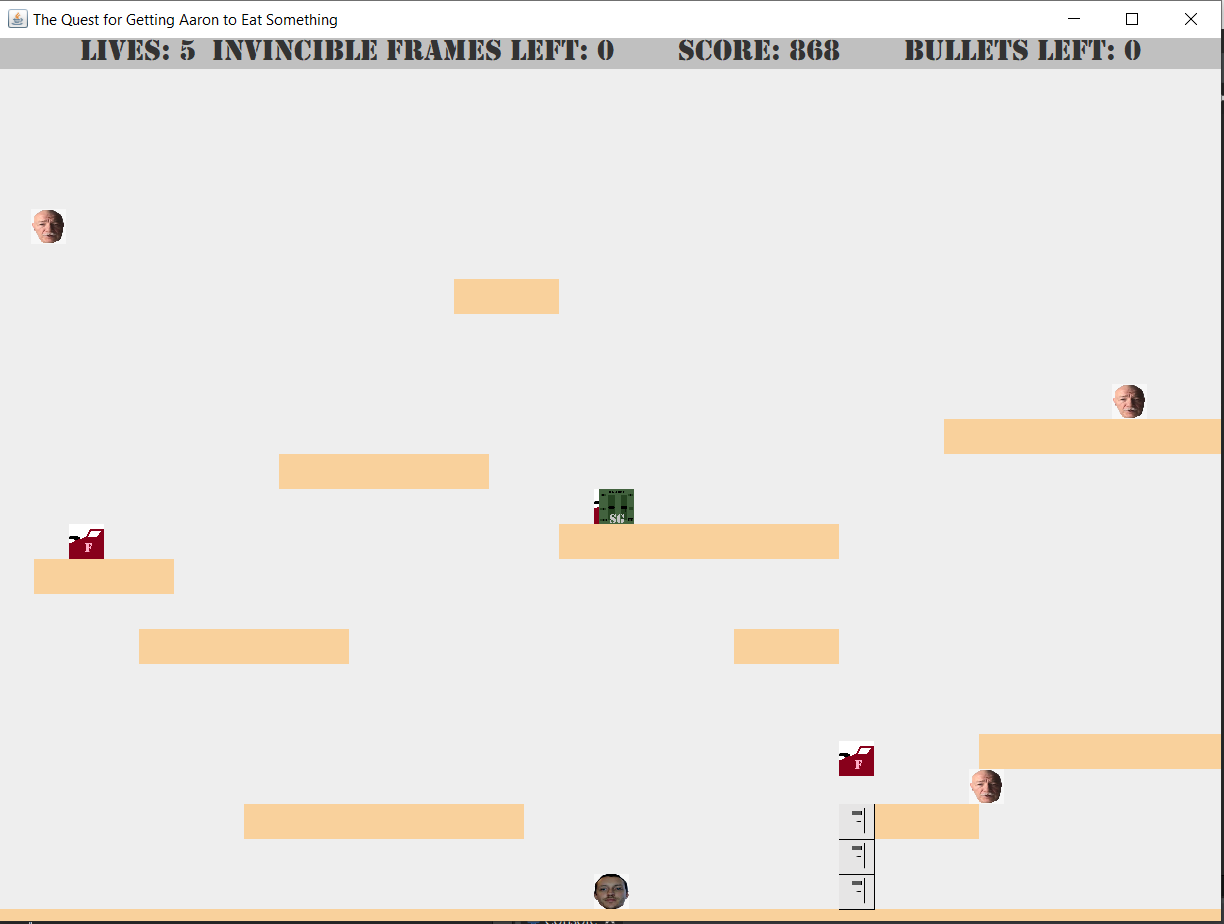 The Quest for Getting Aaron to Eat Something
LIVES: 5 INVINCIBLE FRAMES LEFT: 0 SCORE: 868 BULLETS LEFT: 0
SG
F
F